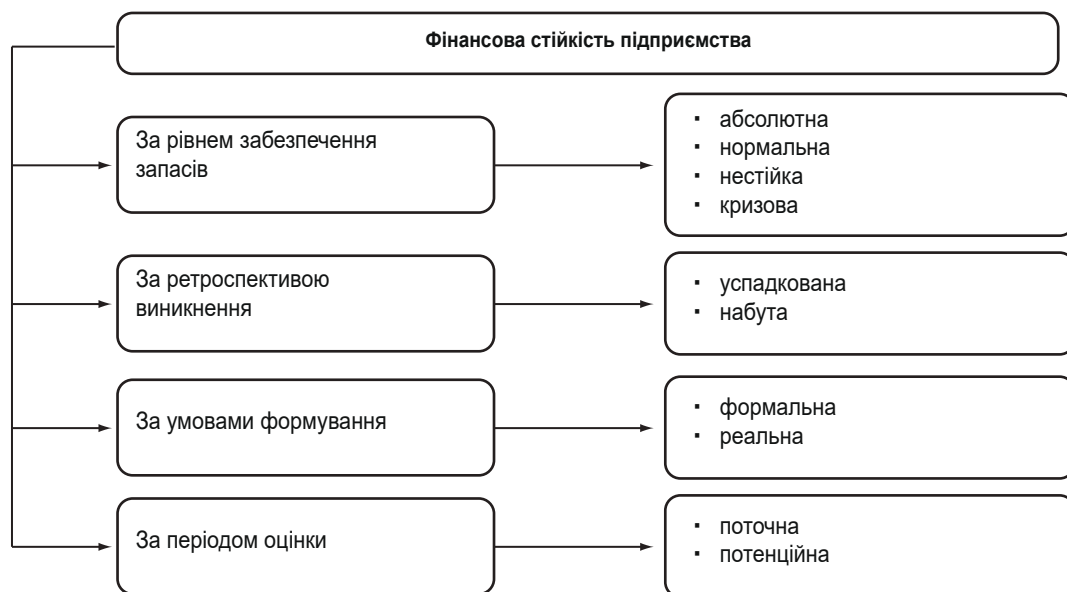 Фінансова стійкість підприємства
За рівнем забезпечення
запасів
▪ абсолютна
▪ нормальна
▪ нестійка
▪ кризова
За ретроспективою
виникнення
▪ успадкована
▪ набута
За умовами формування
▪ формальна
▪ реальна
За періодом оцінки
▪ поточна
▪ потенційна